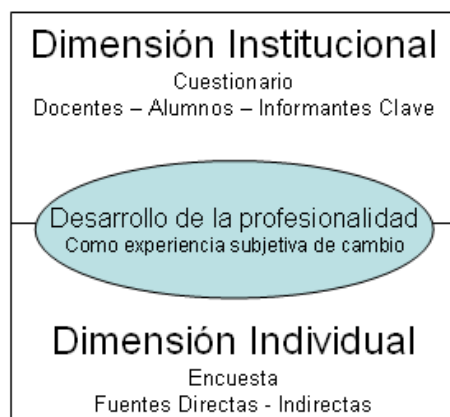 Dimensión Institucional
Cuestionario
Docentes – Alumnos – Informantes Clave
Desarrollo de la profesionalidad
Como experiencia subjetiva de cambio
Dimensión Individual
Encuesta
Fuentes Directas - Indirectas